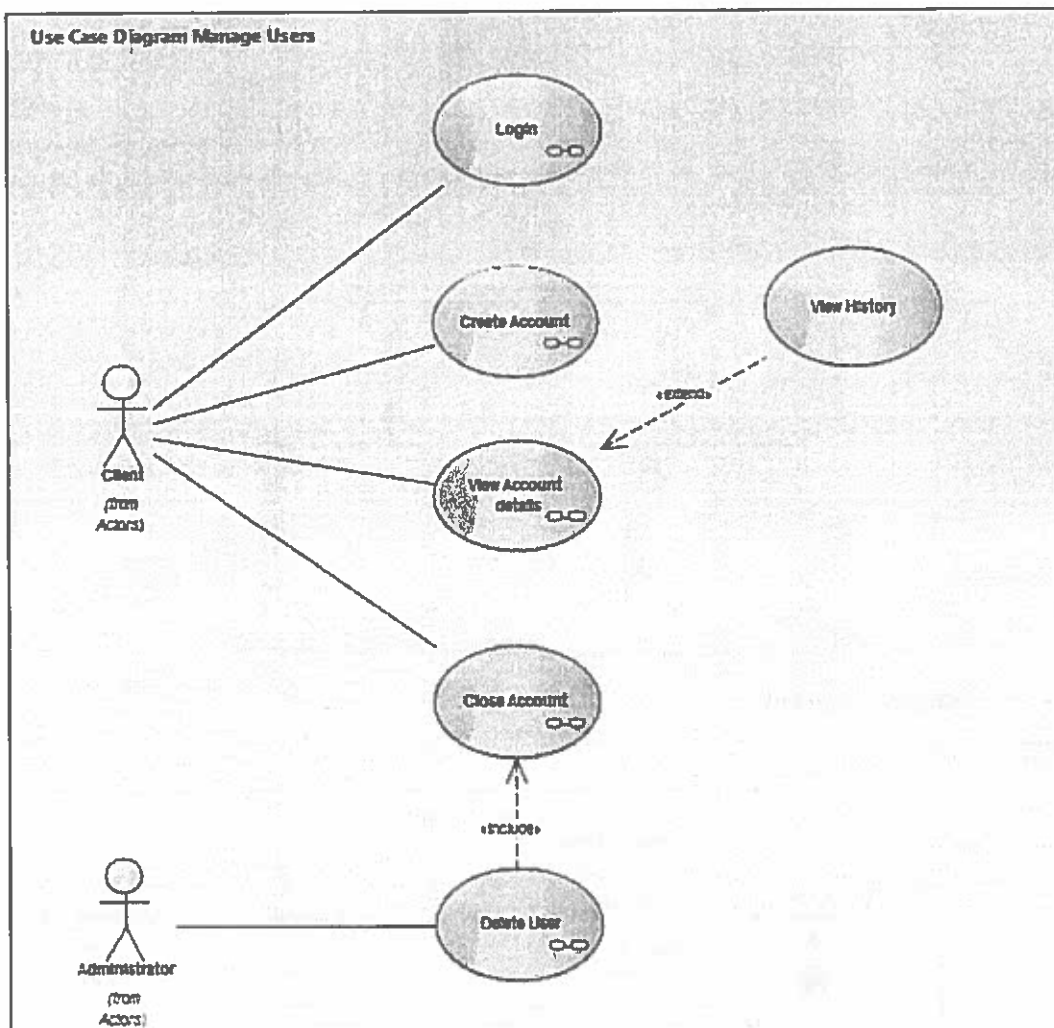 Use Case Diagram Manage Users
Login
Create Account
View History
«extend»
Client
(from
Actors)
View Account
details
Close Account
«include»
Delete User
Administrator
(from
Actors)